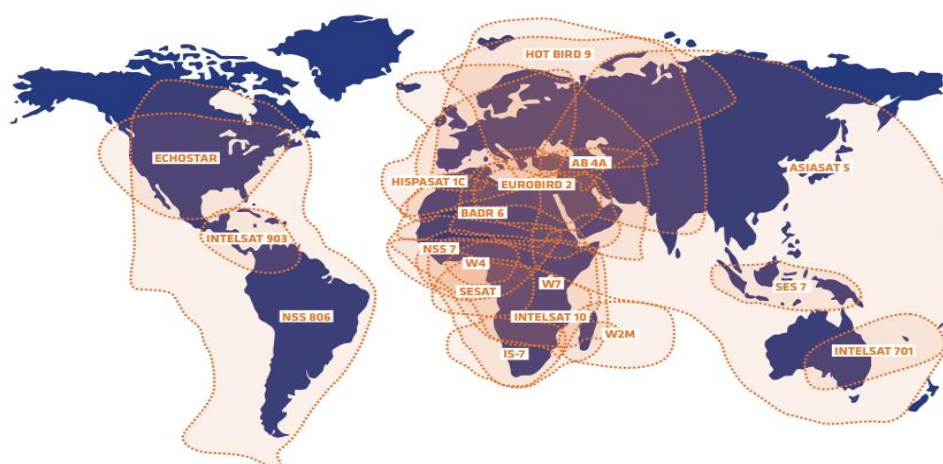 HOT BIRD 9
ECHOSTAR
AB 4A
ASIASAT 5
HISPASAT 1C
EUROBIRD 2
BADR 6
INTELSAT 903
NSS 7
W4
W7
SES 7
SESAT
NSS 806
INTELSAT 10
W2M
IS-7
INTELSAT 701